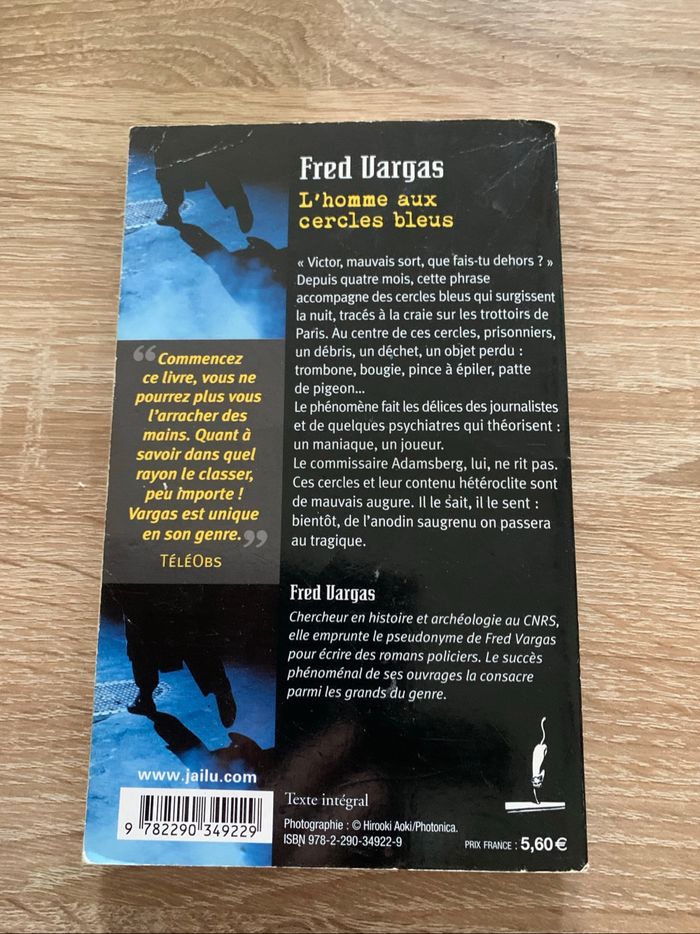 Fred Vargas
L'homme aux
cercles bleus
« Victor, mauvais sort, que fais-tu dehors ? »
Depuis quatre mois, cette phrase
accompagne des cercles bleus qui surgissent
la nuit, tracés à la craie sur les trottoirs de
Paris. Au centre de ces cercles, prisonniers,
un débris, un déchet, un objet perdu :
trombone, bougie, pince à épiler, patte
de pigeon...
Le phénomène fait les délices des journalistes
et de quelques psychiatres qui théorisent :
un maniaque, un joueur.
Le commissaire Adamsberg, lui, ne rit pas.
Ces cercles et leur contenu hétéroclite sont
de mauvais augure. Il le sait, il le sent :
bientôt, de l'anodin saugrenu on passera
au tragique.
“ Commencez
ce livre, vous ne
pourrez plus vous
l'arracher des
mains. Quant à
savoir dans quel
rayon le classer,
peu importe !
Vargas est unique
en son genre. ”
TÉLÉOBS
Fred Vargas
Chercheur en histoire et archéologie au CNRS,
elle emprunte le pseudonyme de Fred Vargas
pour écrire des romans policiers. Le succès
phénoménal de ses ouvrages la consacre
parmi les grands du genre.
www.jailu.com
9 782290 349229
Texte intégral
Photographie : © Hirooki Aoki/Photonica.
ISBN 978-2-290-34922-9
PRIX FRANCE : 5,60 €